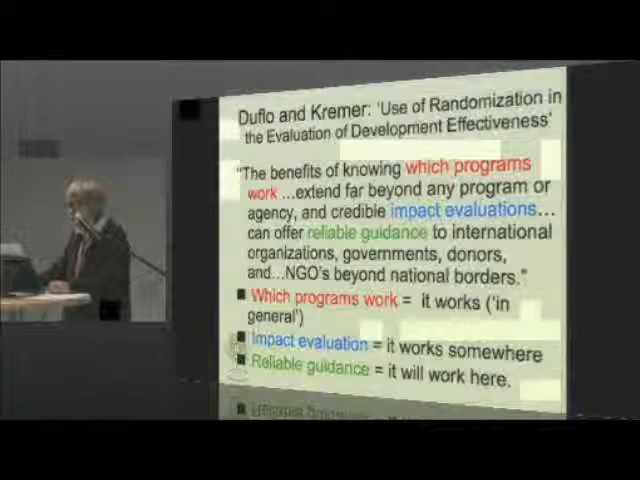 Duflo and Kremer: 'Use of Randomization in
the Evaluation of Development Effectiveness'
"The benefits of knowing which programs
work …extend far beyond any program or
agency, and credible impact evaluations…
can offer reliable guidance to international
organizations, governments, donors,
and…NGO's beyond national borders."
■ Which programs work = it works ('in
general')
■ Impact evaluation = it works somewhere
■ Reliable guidance = it will work here.